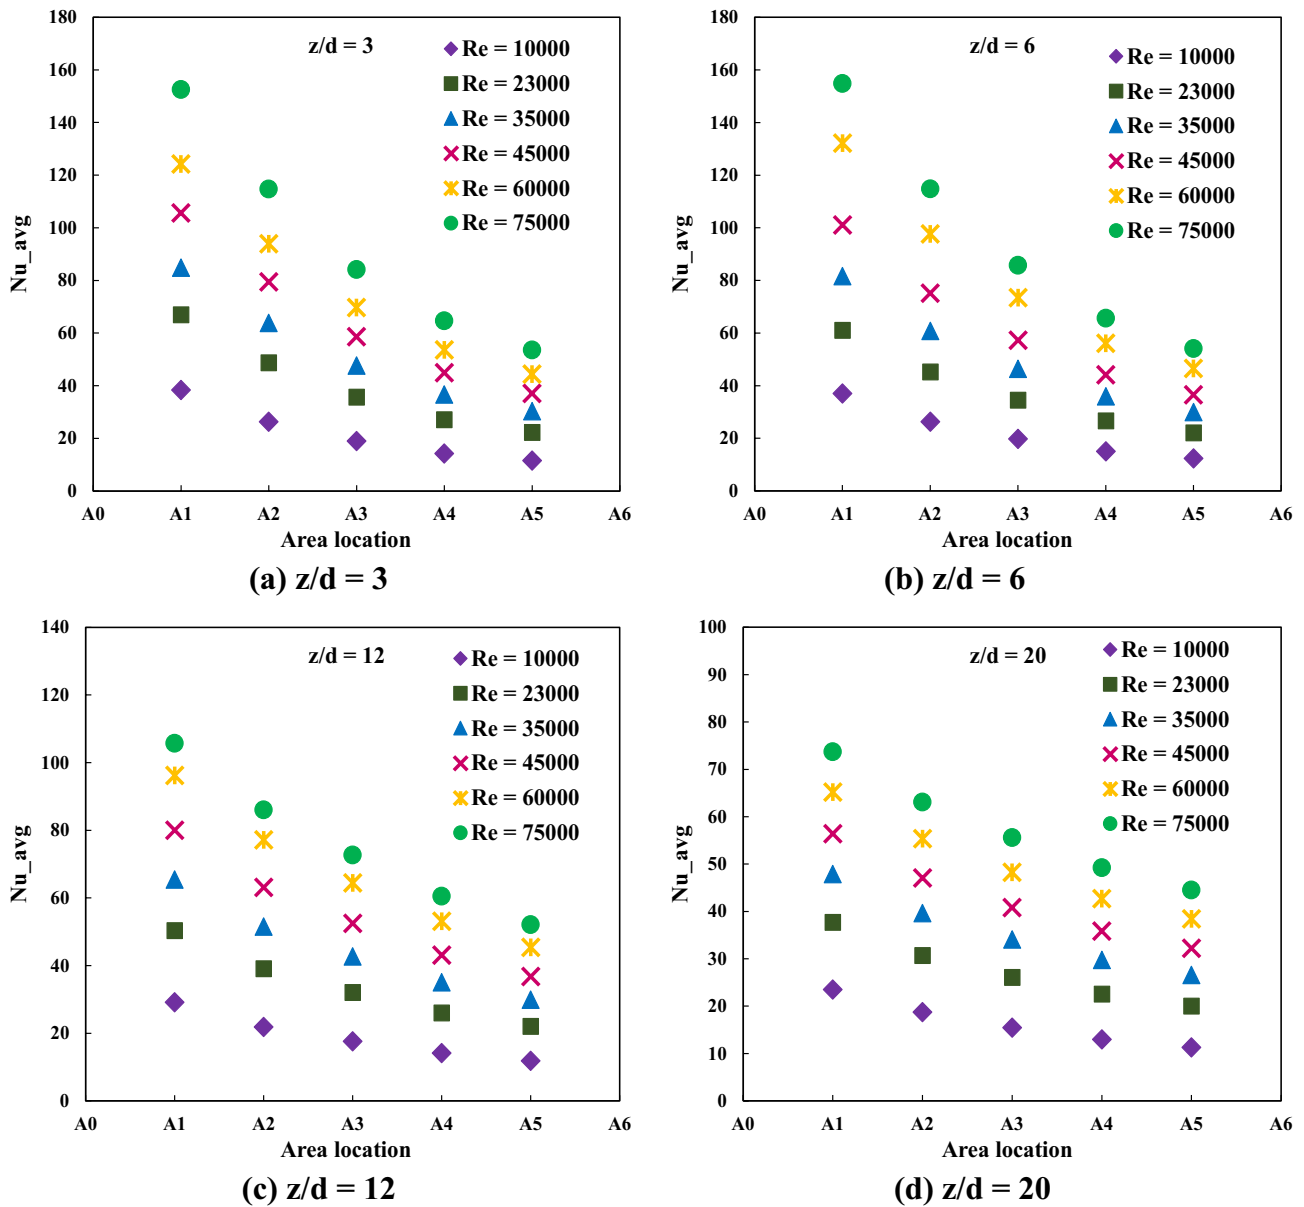 z/d = 3
Re = 10000
Re = 23000
Re = 35000
Re = 45000
Re = 60000
Re = 75000
180
160
140
120
100
80
60
40
20
0
Nu_avg
A0 A1 A2 A3 A4 A5 A6
Area location
(a) z/d = 3
z/d = 6
Re = 10000
Re = 23000
Re = 35000
Re = 45000
Re = 60000
Re = 75000
180
160
140
120
100
80
60
40
20
0
Nu_avg
A0 A1 A2 A3 A4 A5 A6
Area location
(b) z/d = 6
z/d = 12
Re = 10000
Re = 23000
Re = 35000
Re = 45000
Re = 60000
Re = 75000
140
120
100
80
60
40
20
0
Nu_avg
A0 A1 A2 A3 A4 A5 A6
Area location
(c) z/d = 12
z/d = 20
Re = 10000
Re = 23000
Re = 35000
Re = 45000
Re = 60000
Re = 75000
100
90
80
70
60
50
40
30
20
10
0
Nu_avg
A0 A1 A2 A3 A4 A5 A6
Area location
(d) z/d = 20